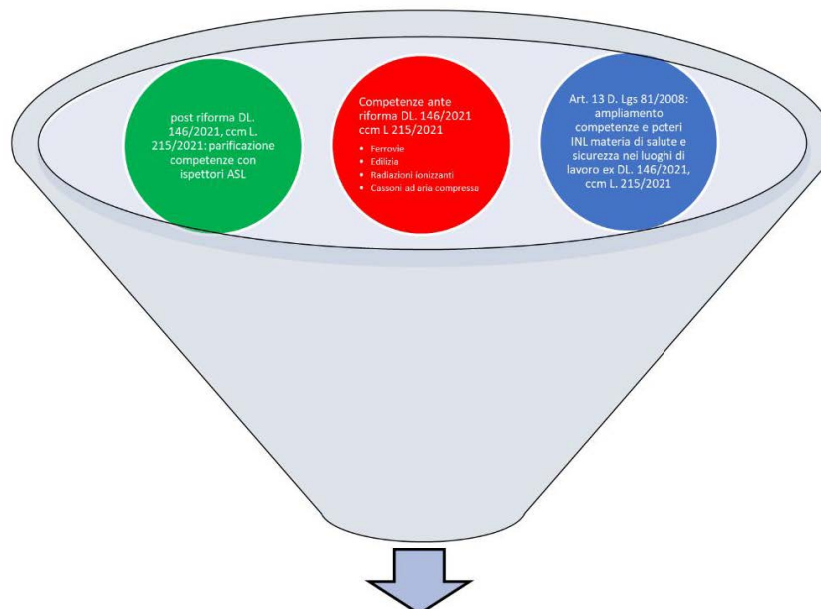 post riforma DL.
146/2021, ccm L.
215/2021: parificazione
competenze con
ispettori ASL
Competenze ante
riforma DL. 146/2021
ccm L 215/2021
• Ferrovie
• Edilizia
• Radiazioni ionizzanti
• Cassoni ad aria compressa
Art. 13 D. Lgs 81/2008:
ampliamento
competenze e poteri
INL materia di salute e
sicurezza nei luoghi di
lavoro ex DL. 146/2021,
ccm L. 215/2021